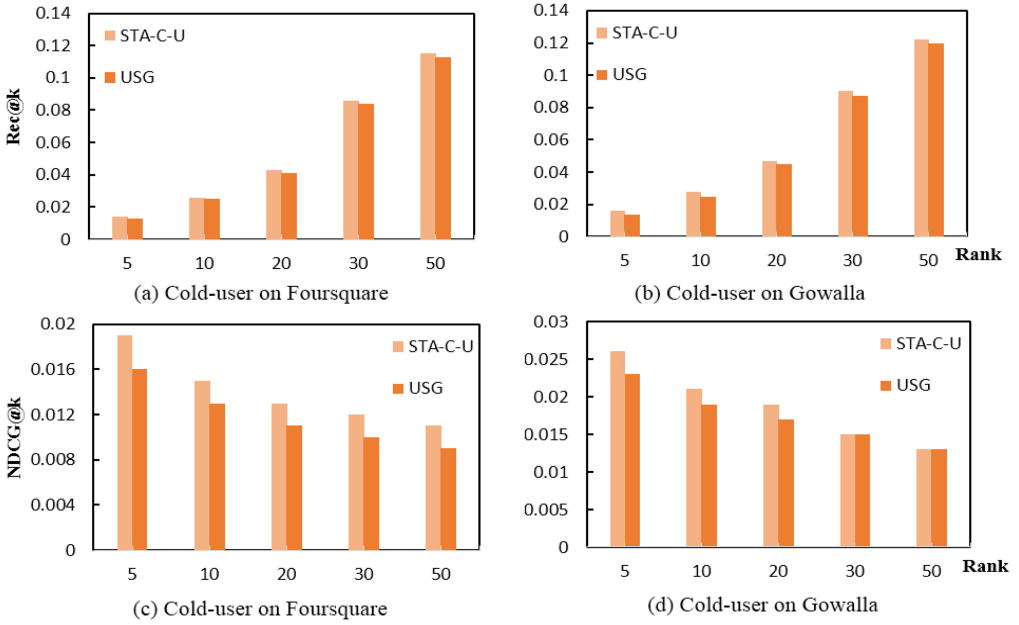 0.14
0.12
0.1
0.08
0.06
0.04
0.02
0
Rec@k
STA-C-U
USG
5 10 20 30 50
(a) Cold-user on Foursquare
0.14
0.12
0.1
0.08
0.06
0.04
0.02
0
STA-C-U
USG
5 10 20 30 50 Rank
(b) Cold-user on Gowalla
0.02
0.016
0.012
0.008
0.004
0
NDCG@k
STA-C-U
USG
5 10 20 30 50
(c) Cold-user on Foursquare
0.03
0.025
0.02
0.015
0.01
0.005
0
STA-C-U
USG
5 10 20 30 50 Rank
(d) Cold-user on Gowalla